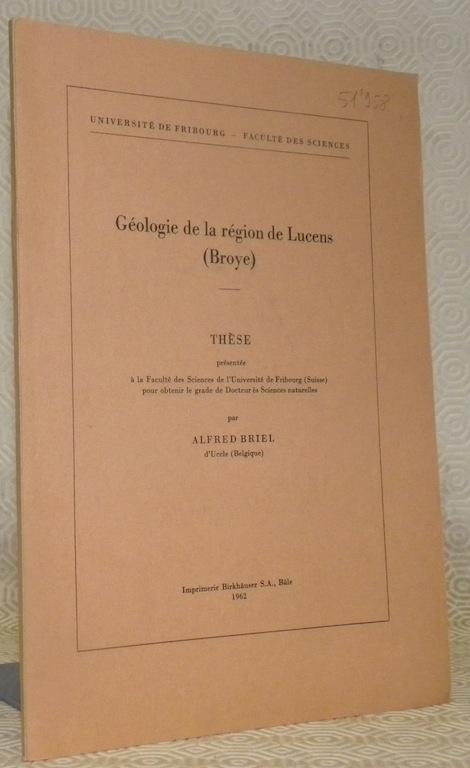 51'958
UNIVERSITÉ DE FRIBOURG – FACULTÉ DES SCIENCES
Géologie de la région de Lucens
(Broye)
THÈSE
présentée
à la Faculté des Sciences de l'Université de Fribourg (Suisse)
pour obtenir le grade de Docteur ès Sciences naturelles
par
ALFRED BRIEL
d'Uccle (Belgique)
Imprimerie Birkhäuser S.A., Bâle
1962